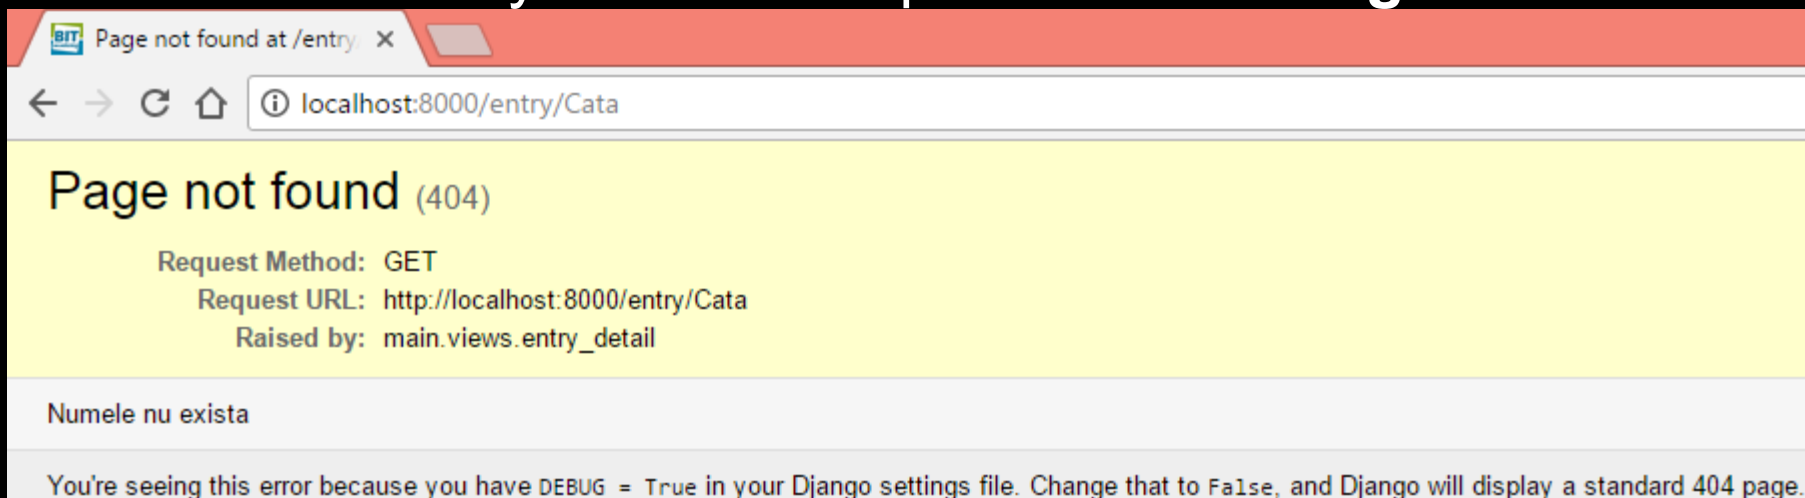 BIT
Page not found at /entry
localhost:8000/entry/Cata
Page not found (404)
Request Method: GET
Request URL: http://localhost:8000/entry/Cata
Raised by: main.views.entry_detail
Numele nu exista
You're seeing this error because you have DEBUG = True in your Django settings file. Change that to False, and Django will display a standard 404 page.